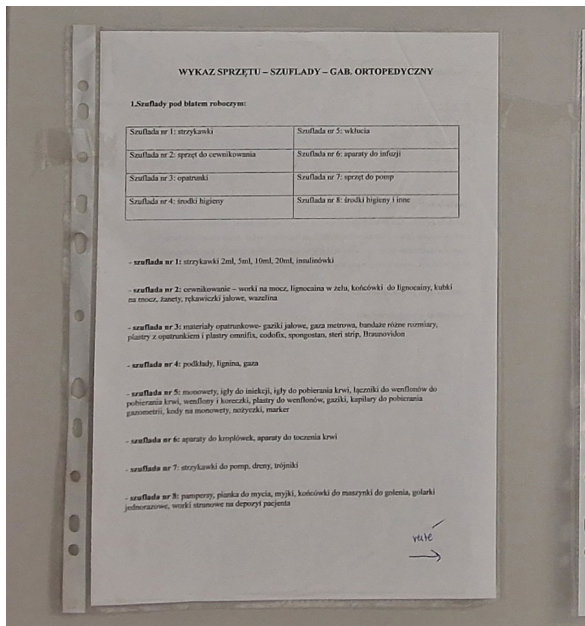 WYKAZ SPRZĘTU – SZUFLADY – GAB. ORTOPEDYCZNY
1.Szuflady pod blatem roboczym:
Szuflada nr 1: strzykawki
Szuflada nr 5: wkłucia
Szuflada nr 2: sprzęt do cewnikowania
Szuflada nr 6: aparaty do infuzji
Szuflada nr 3: opatrunki
Szuflada nr 7: sprzęt do pomp
Szuflada nr 4: środki higieny
Szuflada nr 8: środki higieny i inne
- szuflada nr 1: strzykawki 2ml, 5ml, 10ml, 20ml, insulinówki
- szuflada nr 2: cewnikowanie – worki na mocz, lignocaina w żelu, końcówki do lignocainy, kubki
na mocz, żanety, rękawiczki jałowe, wazelina
- szuflada nr 3: materiały opatrunkowe- gaziki jałowe, gaza metrowa, bandaże różne rozmiary,
plastry z opatrunkiem i plastry omnifix, codofix, spongostan, steri strip, Braunovidon
- szuflada nr 4: podkłady, lignina, gaza
- szuflada nr 5: monowety, igły do iniekcji, igły do pobierania krwi, łączniki do wenflonów do
pobierania krwi, wenflony i koreczki, plastry do wenflonów, gaziki, kapilary do pobierania
gazometrii, kody na monowety, nożyczki, marker
- szuflada nr 6: aparaty do kroplówek, aparaty do toczenia krwi
- szuflada nr 7: strzykawki do pomp, dreny, trójniki
- szuflada nr 8: pampersy, pianka do mycia, myjki, końcówki do maszynki do golenia, golarki
jednorazowe, worki stranowe na depozyt pacjenta